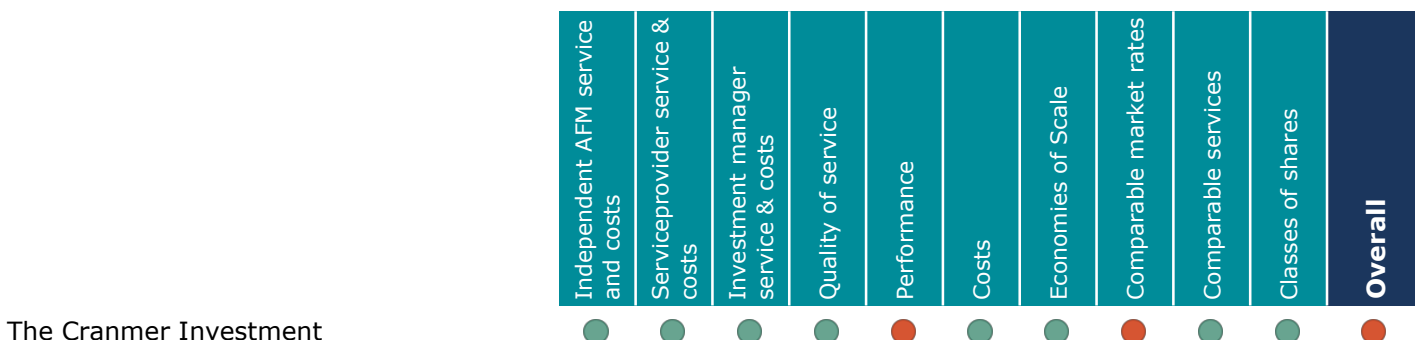 Independent AFM service
and costs
Serviceprovider service &
costs
Investment manager
service & costs
Quality of service
Performance
Costs
Economies of Scale
Comparable market rates
Comparable services
Classes of shares
Overall
The Cranmer Investment